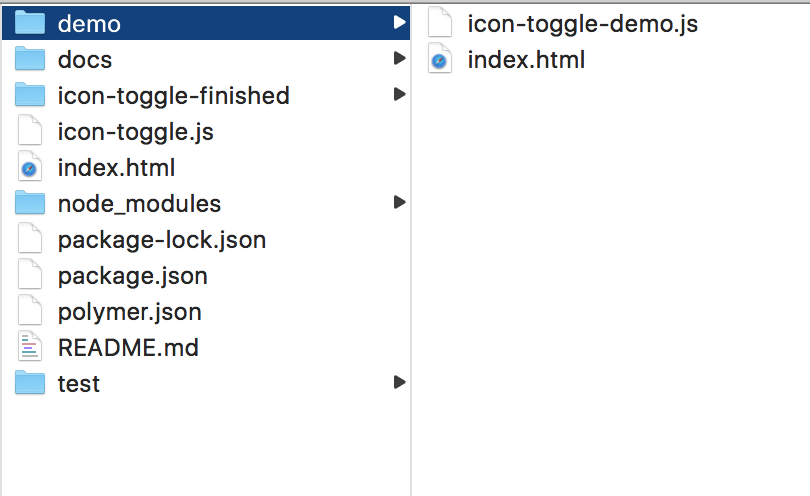 demo
docs
icon-toggle-finished
icon-toggle.js
index.html
node_modules
package-lock.json
package.json
polymer.json
README.md
test
icon-toggle-demo.js
index.html